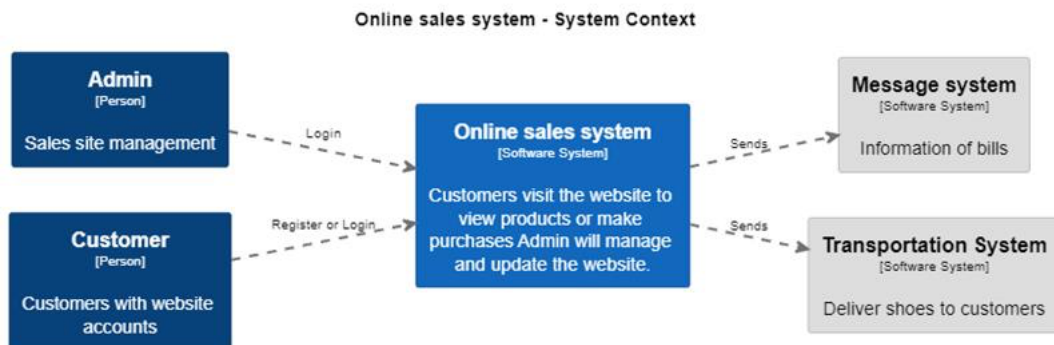 Online sales system - System Context
Admin
[Person]
Sales site management
Login
Customer
[Person]
Customers with website
accounts
Register or Login
Online sales system
[Software System]
Customers visit the website to
view products or make
purchases Admin will manage
and update the website.
Sends
Message system
[Software System]
Information of bills
Sends
Transportation System
[Software System]
Deliver shoes to customers